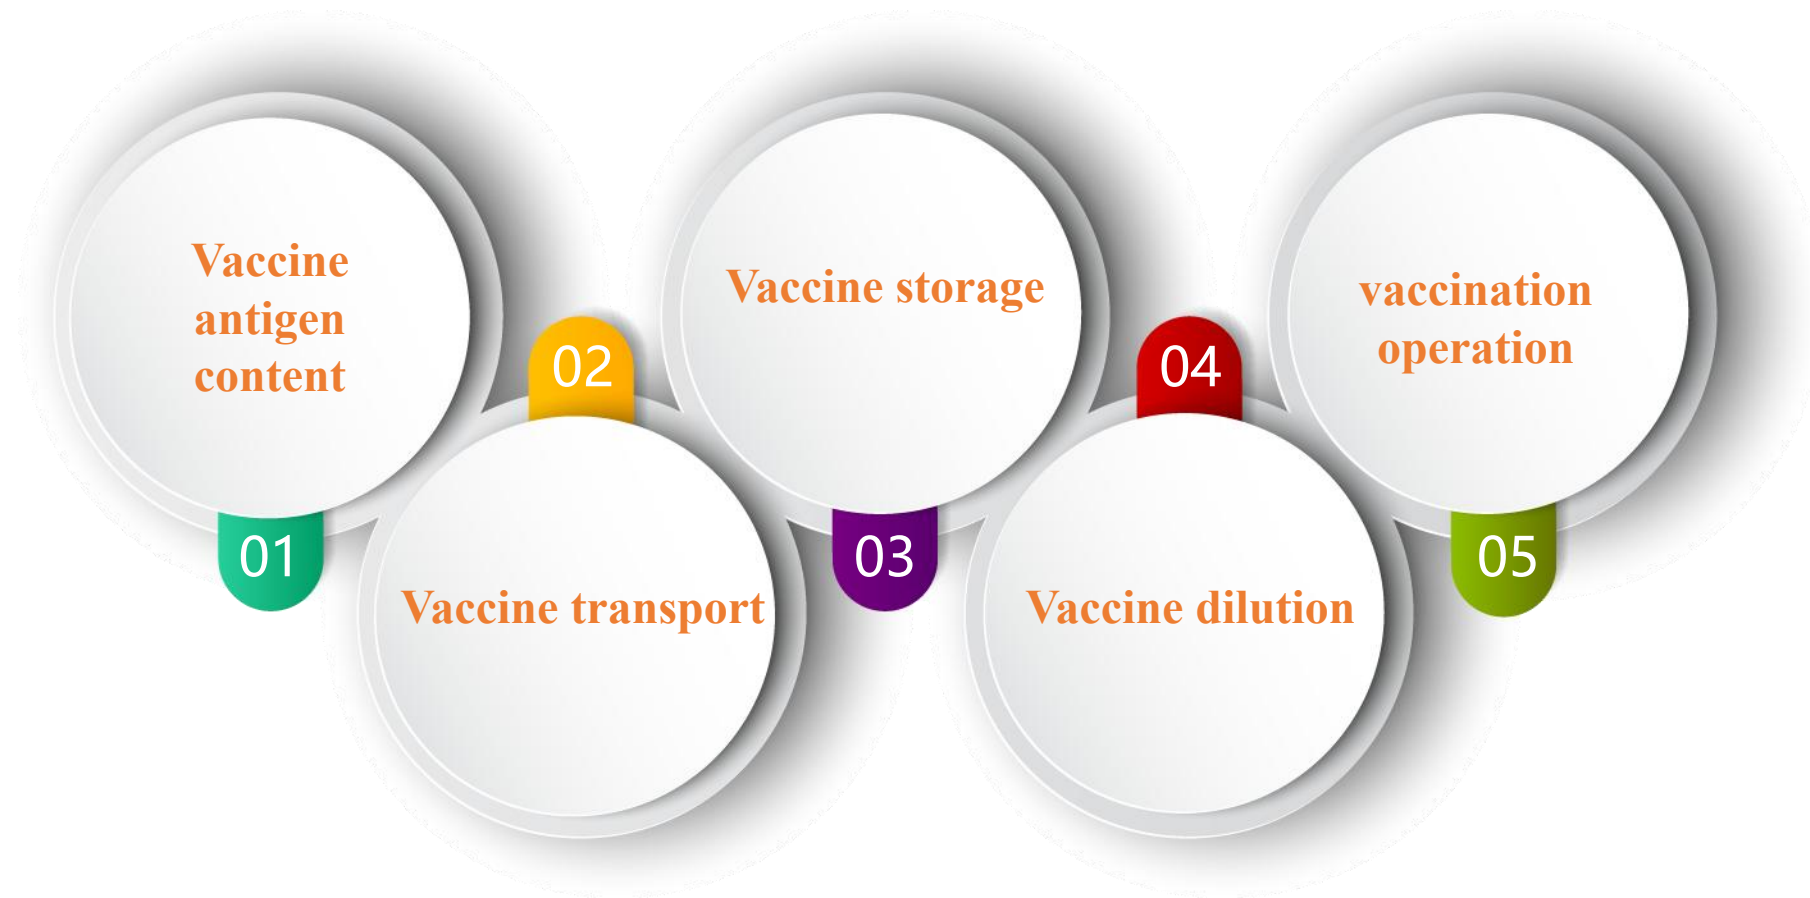 Vaccine
antigen
content
01
02
Vaccine transport
Vaccine storage
03
04
Vaccine dilution
vaccination
operation
05